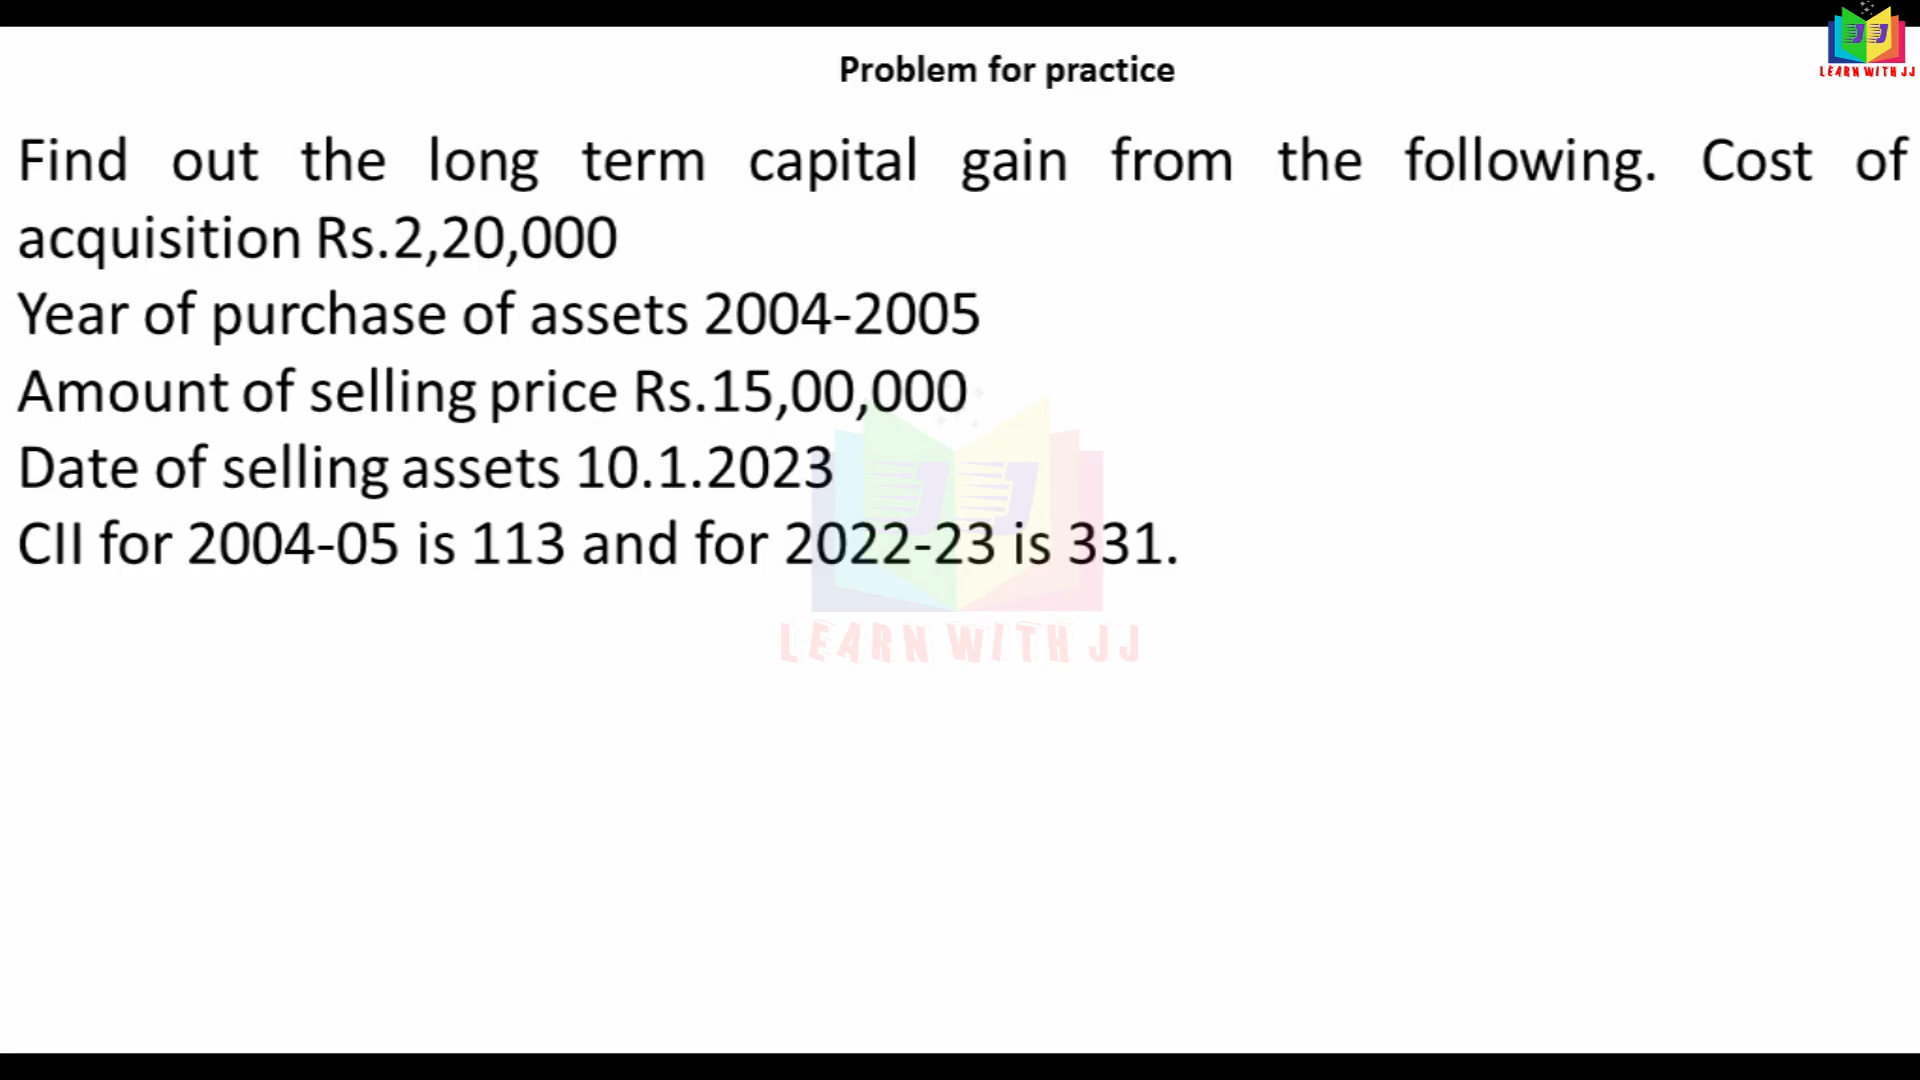 LEARN WITH JJ
Problem for practice
Find out the long term capital gain from the following. Cost of
acquisition Rs.2,20,000
Year of purchase of assets 2004-2005
Amount of selling price Rs.15,00,000
Date of selling assets 10.1.2023
CII for 2004-05 is 113 and for 2022-23 is 331.
LEARN WITH JJ